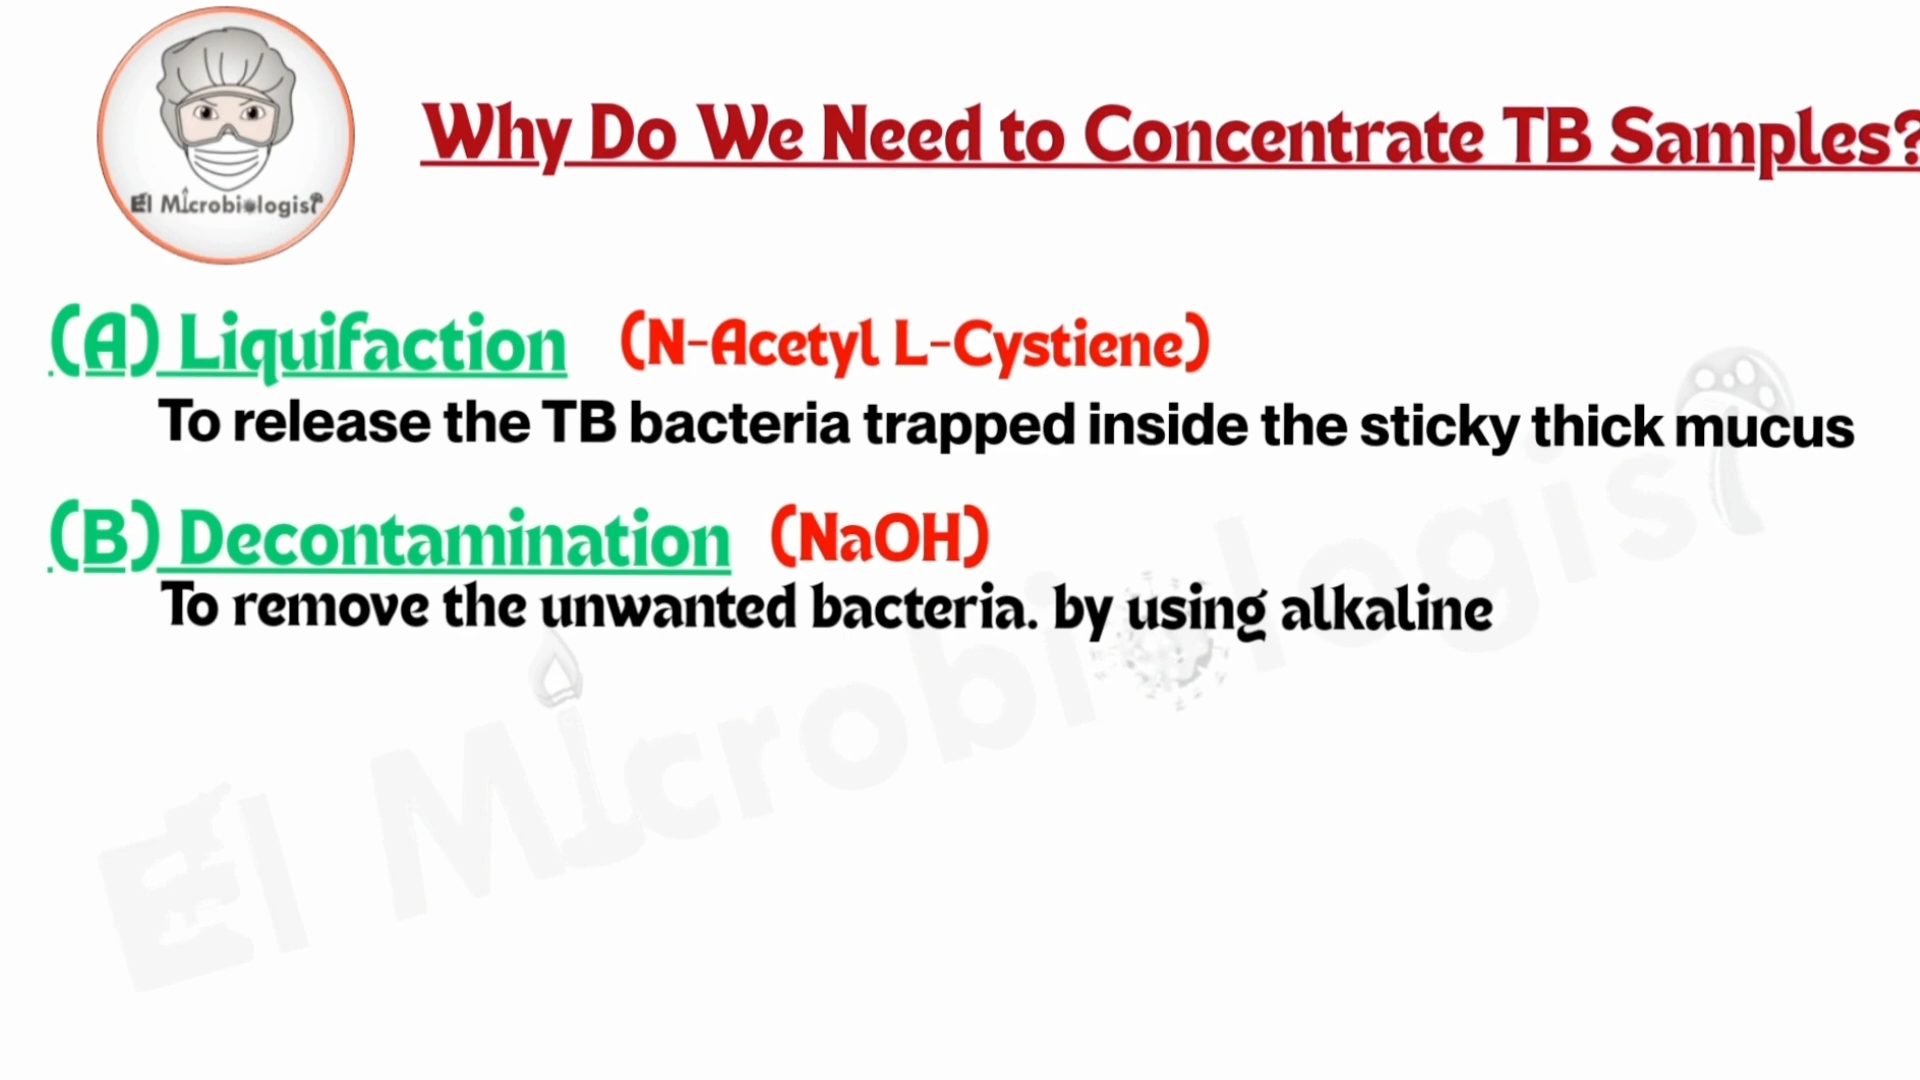 El Microbiologist
Why Do We Need to Concentrate TB Samples?
(A) Liquifaction (N-Acetyl L-Cystiene)
To release the TB bacteria trapped inside the sticky thick mucus
(B) Decontamination (NaOH)
To remove the unwanted bacteria. by using alkaline
El Microbiologist